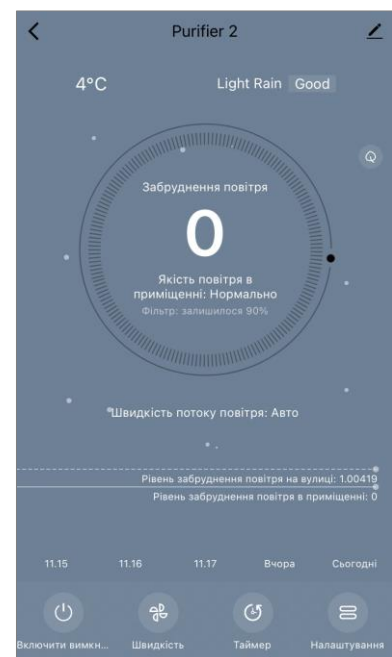 Purifier 2
4°C
Light Rain Good
Забруднення повітря
0
Якість повітря в
приміщенні: Нормально
Фільтр: залишилося 90%
Швидкість потоку повітря: Авто
Рівень забруднення повітря на вулиці: 1.00419
Рівень забруднення повітря в приміщенні: 0
11.15 11.16 11.17 Вчора Сьогодні
Включити вимкн... Швидкість Таймер Налаштування